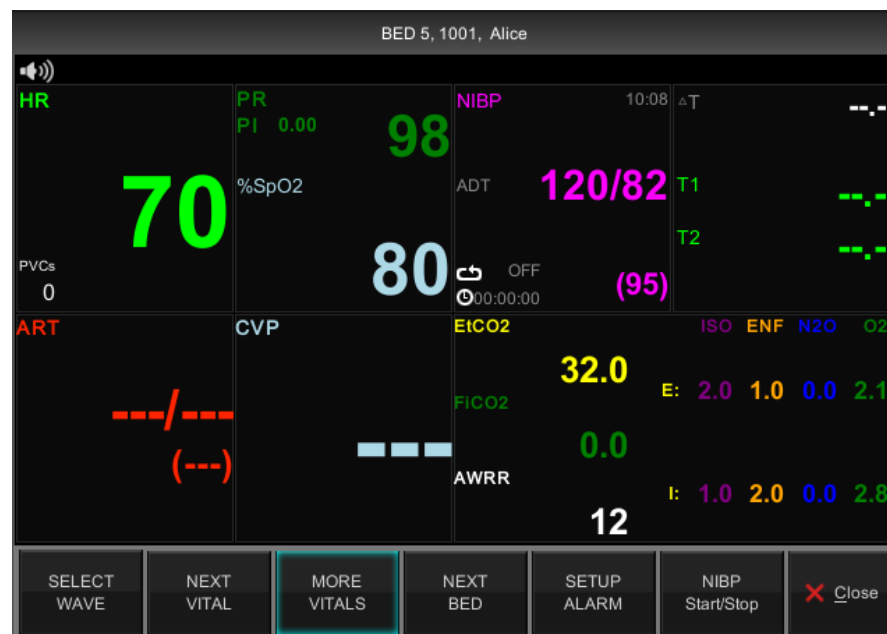 BED 5, 1001, Alice
HR
70
PVCs
0
PR
PI 0.00
98
%SpO2
80
NIBP 10:08
ADT 120/82
OFF
00:00:00 (95)
△T --.-
T1 --.-
T2 --.-
ART
---/---
(---)
CVP
---
EtCO2
32.0
FiCO2
0.0
AWRR
12
ISO ENF N2O O2
E: 2.0 1.0 0.0 2.1
I: 1.0 2.0 0.0 2.8
SELECT
WAVE
NEXT
VITAL
MORE
VITALS
NEXT
BED
SETUP
ALARM
NIBP
Start/Stop
Close